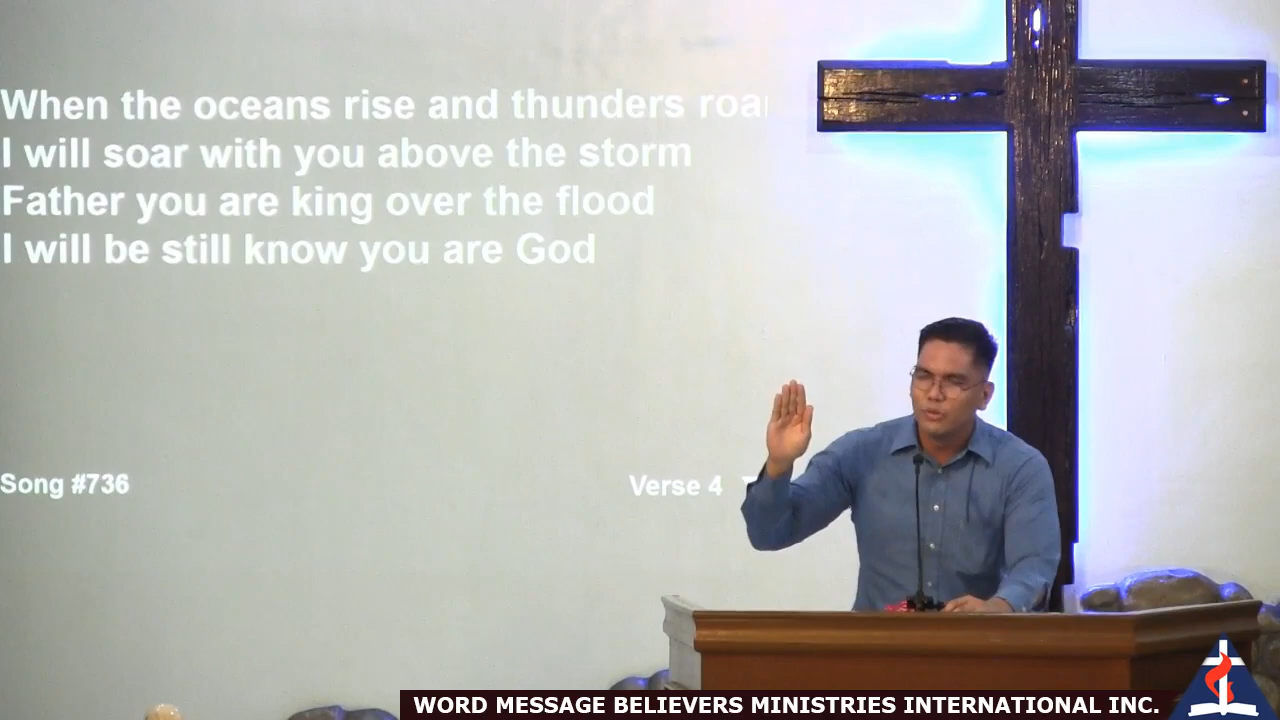 When the oceans rise and thunders roa
I will soar with you above the storm
Father you are king over the flood
I will be still know you are God
Song #736
Verse 4
WORD MESSAGE BELIEVERS MINISTRIES INTERNATIONAL INC.